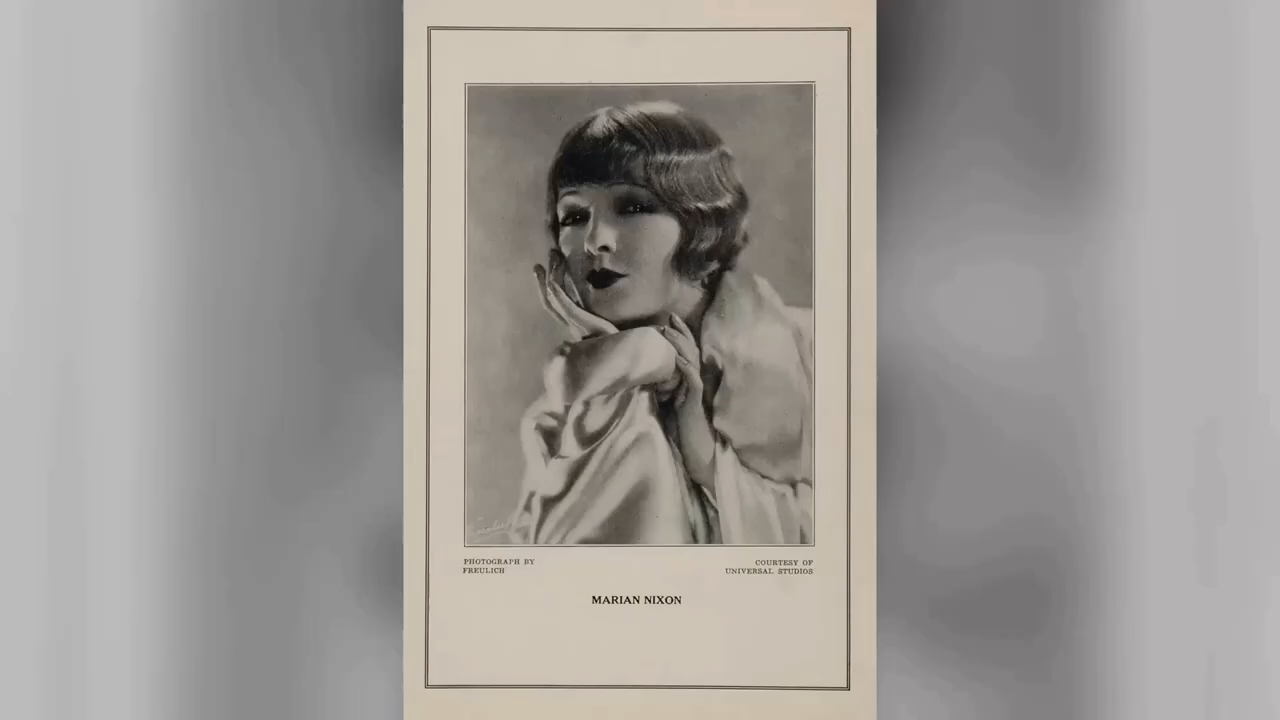 PHOTOGRAPH BY
FREULICH
COURTESY OF
UNIVERSAL STUDIOS
MARIAN NIXON